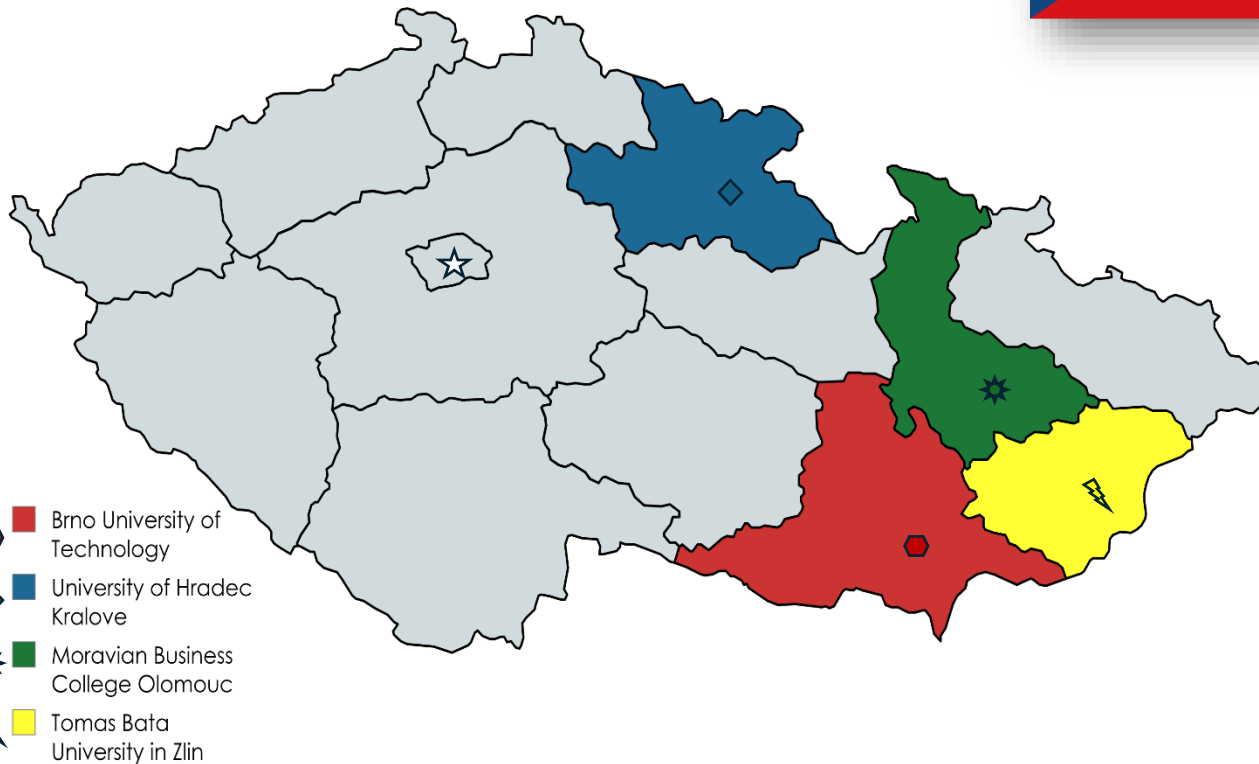 Brno University of
Technology
University of Hradec
Kralove
Moravian Business
College Olomouc
Tomas Bata
University in Zlin